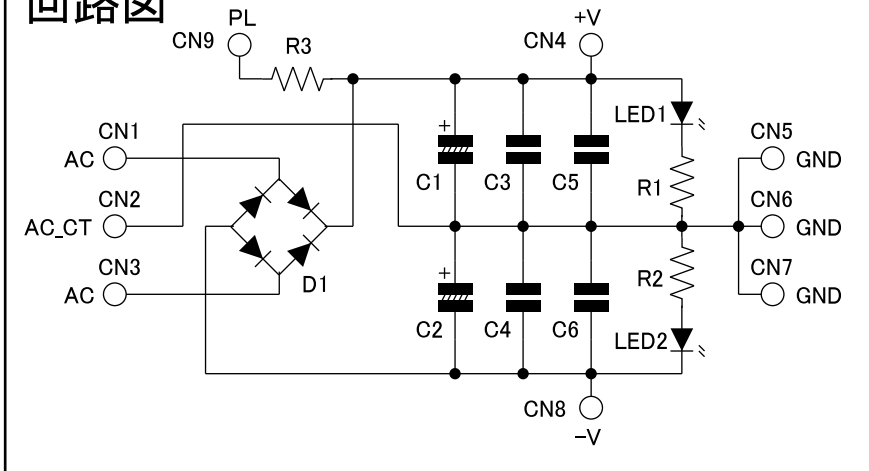 回路図
PL
CN9
R3
+V
CN4
LED1
CN1
AC
CN5
GND
+
C1
C3
C5
R1
CN2
AC_CT
CN6
GND
CN3
AC
D1
+
C2
C4
C6
R2
CN7
GND
LED2
CN8
−V